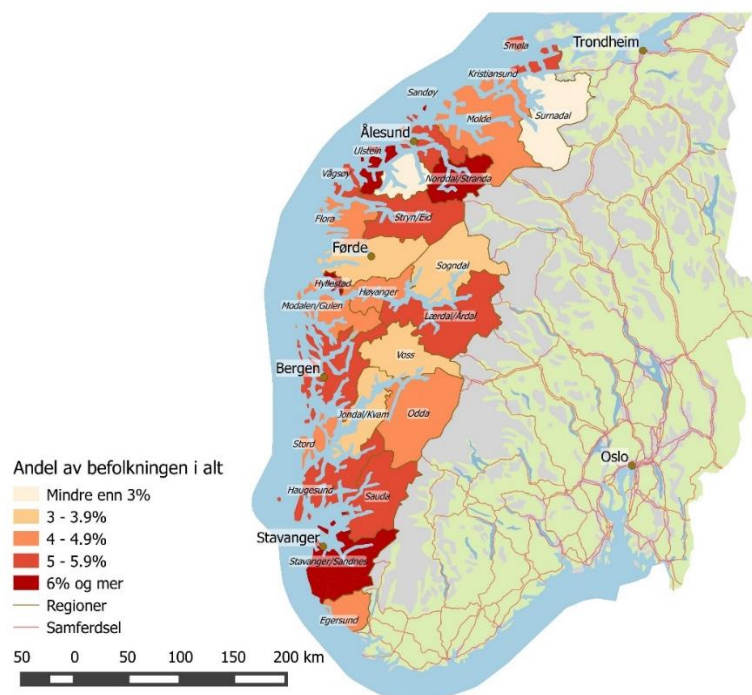 Trondheim
Smøla
Kristiansund
Sandøy
Molde
Surnadal
Ålesund
Ulstein
Vågsøy
Norddal/Stranda
Flora
Stryn/Eid
Førde
Sogndal
Hyllestad
Høyanger
Modalen/Gulen
Lærdal/Årdal
Voss
Bergen
Jondal/Kvam
Odda
Stord
Oslo
Haugesund
Sauda
Stavanger
Stavanger/Sandnes
Egersund
Andel av befolkningen i alt
Mindre enn 3%
3 - 3.9%
4 - 4.9%
5 - 5.9%
6% og mer
Regioner
Samferdsel
50 0 50 100 150 200 km